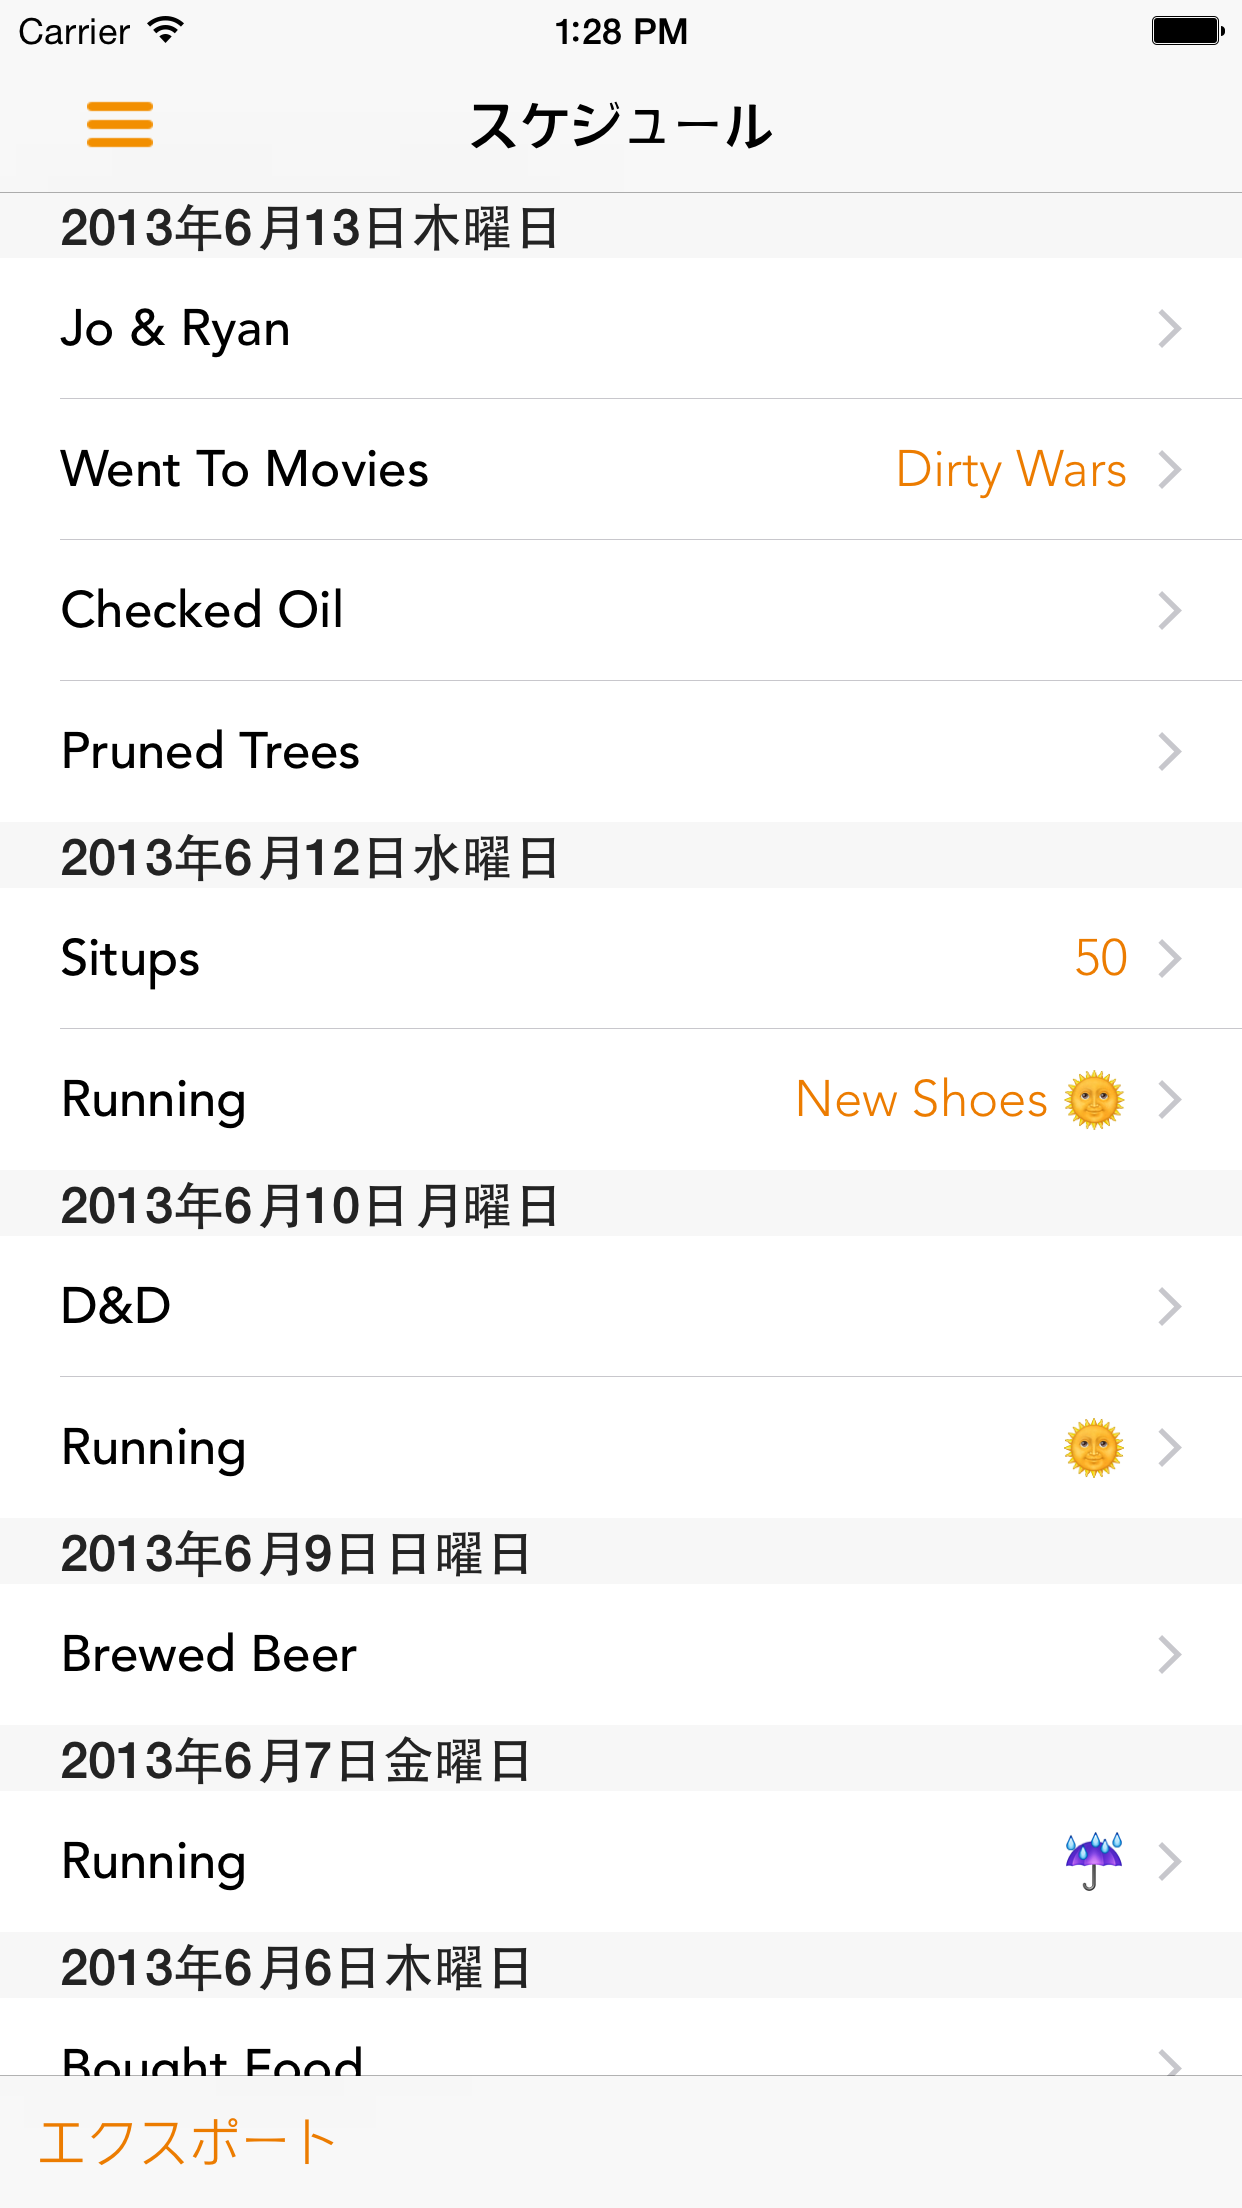 Carrier 1:28 PM
スケジュール
2013年6月13日木曜日
Jo & Ryan
Went To Movies Dirty Wars
Checked Oil
Pruned Trees
2013年6月12日水曜日
Situps 50
Running New Shoes 🌞
2013年6月10日月曜日
D&D
Running 🌞
2013年6月9日日曜日
Brewed Beer
2013年6月7日金曜日
Running ☔
2013年6月6日木曜日
Bought Food
エクスポート